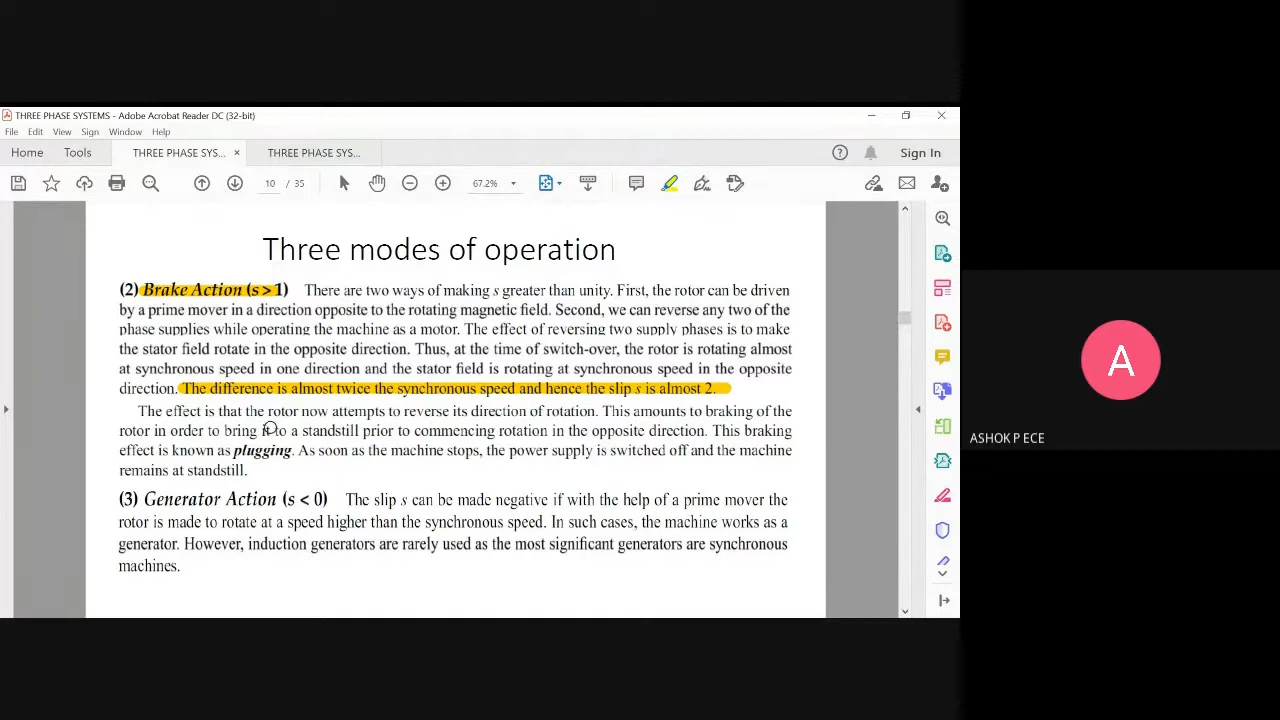 THREE PHASE SYSTEMS - Adobe Acrobat Reader DC (32-bit)
File Edit View Sign Window Help
Home Tools THREE PHASE SYS... × THREE PHASE SYS... Sign In
10 / 35 67.2%
Three modes of operation
(2) Brake Action (s > 1) There are two ways of making s greater than unity. First, the rotor can be driven
by a prime mover in a direction opposite to the rotating magnetic field. Second, we can reverse any two of the
phase supplies while operating the machine as a motor. The effect of reversing two supply phases is to make
the stator field rotate in the opposite direction. Thus, at the time of switch-over, the rotor is rotating almost
at synchronous speed in one direction and the stator field is rotating at synchronous speed in the opposite
direction. The difference is almost twice the synchronous speed and hence the slip s is almost 2.
The effect is that the rotor now attempts to reverse its direction of rotation. This amounts to braking of the
rotor in order to bring it to a standstill prior to commencing rotation in the opposite direction. This braking
effect is known as plugging. As soon as the machine stops, the power supply is switched off and the machine
remains at standstill.
(3) Generator Action (s < 0) The slip s can be made negative if with the help of a prime mover the
rotor is made to rotate at a speed higher than the synchronous speed. In such cases, the machine works as a
generator. However, induction generators are rarely used as the most significant generators are synchronous
machines.
A
ASHOK P ECE